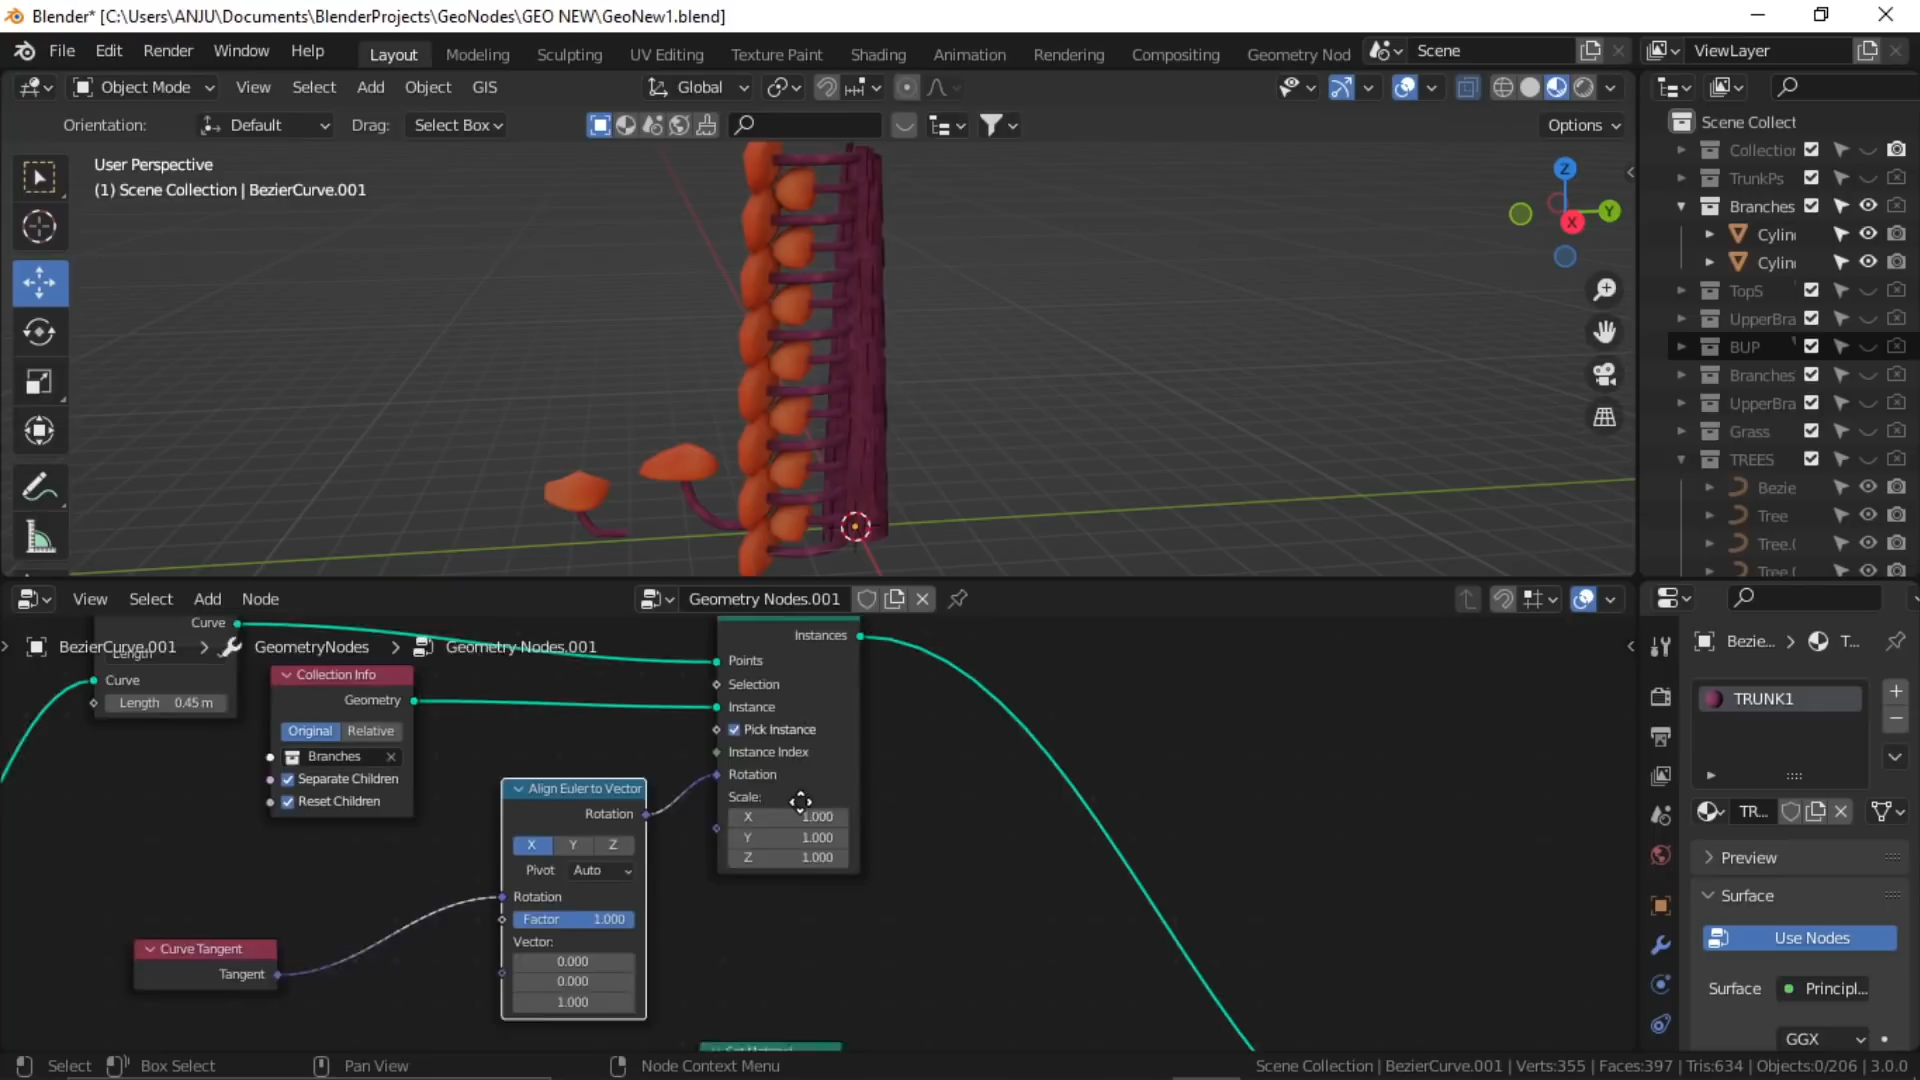 Blender* [C:\Users\ANJU\Documents\BlenderProjects\GeoNodes\GEO NEW\GeoNew1.blend]
File Edit Render Window Help Layout Modeling Sculpting UV Editing Texture Paint Shading Animation Rendering Compositing Geometry Nod Scene ViewLayer
Object Mode View Select Add Object GIS Global
Orientation: Default Drag: Select Box Options
User Perspective
(1) Scene Collection | BezierCurve.001
Z
Y
X
Scene Collect
Collection
TrunkPs
Branches
Cylin
Cylin
TopS
UpperBra
BUP
Branches
UpperBra
Grass
TREES
Bezie
Tree
Tree.(
Tree.(
View Select Add Node Geometry Nodes.001
BezierCurve.001 > GeometryNodes > Geometry Nodes.001
Curve
Length
Curve
Length 0.45 m
Collection Info
Geometry
Original Relative
Branches
Separate Children
Reset Children
Curve Tangent
Tangent
Align Euler to Vector
Rotation
X Y Z
Pivot Auto
Rotation
Factor 1.000
Vector:
0.000
0.000
1.000
Instances
Points
Selection
Instance
Pick Instance
Instance Index
Rotation
Scale:
X 1.000
Y 1.000
Z 1.000
Bezie... > T...
TRUNK1
TR...
Preview
Surface
Use Nodes
Surface Principl...
GGX
Select Box Select Pan View Node Context Menu
Scene Collection | BezierCurve.001 | Verts:355 | Faces:397 | Tris:634 | Objects:0/206 | 3.0.0